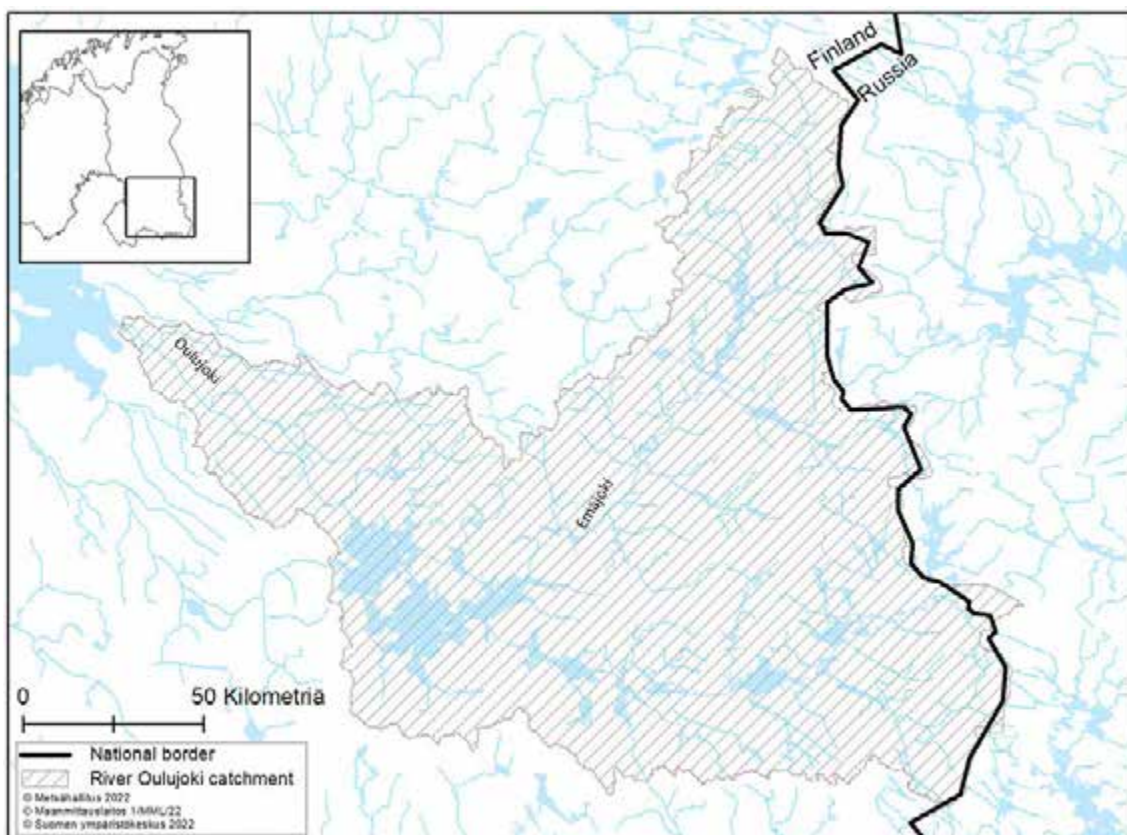 Finland
Russia
Oulujoki
Emäjoki
0 50 Kilometriä
National border
River Oulujoki catchment
© Metsähallitus 2022
© Maanmittauslaitos 1/MML/22
© Suomen ympäristökeskus 2022